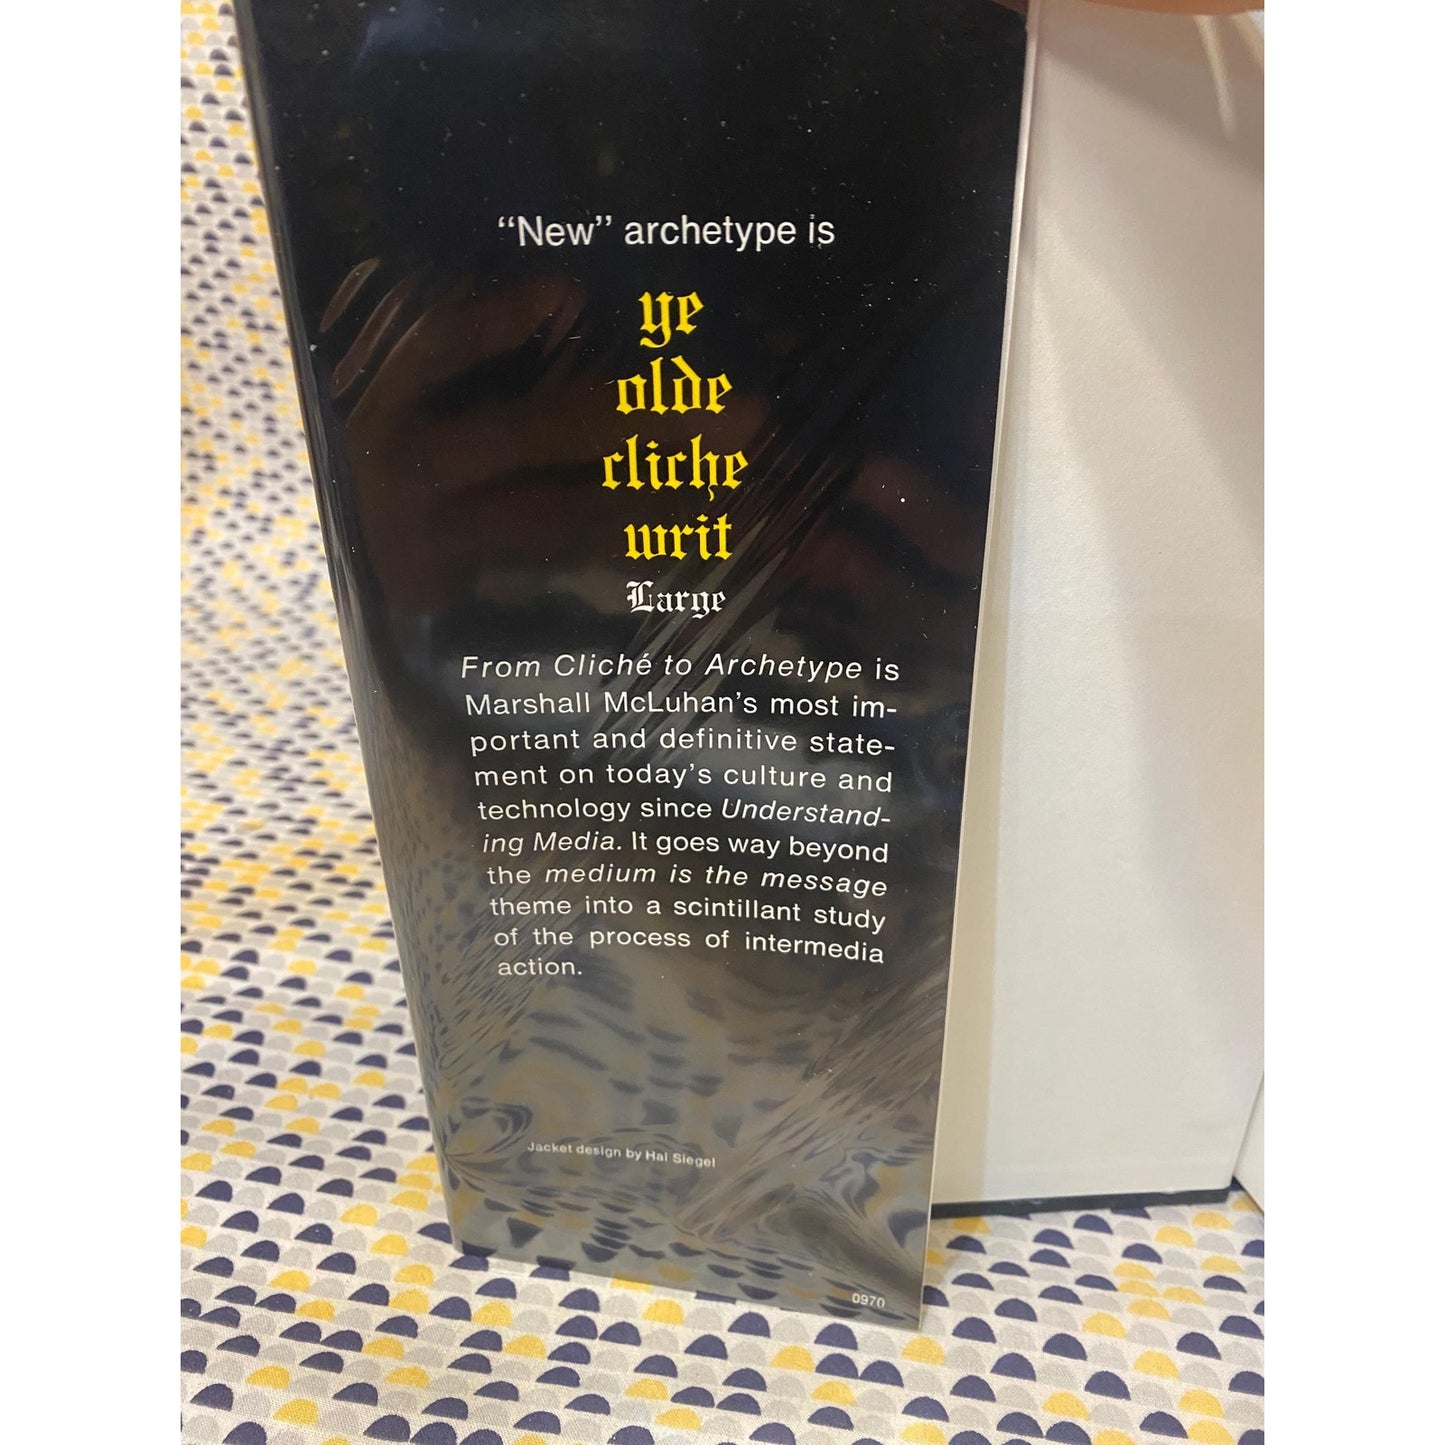 “New” archetype is
ye
olde
cliche
writ
Large
From Cliché to Archetype is
Marshall McLuhan’s most im-
portant and definitive state-
ment on today’s culture and
technology since Understand-
ing Media. It goes way beyond
the medium is the message
theme into a scintillant study
of the process of intermedia
action.
Jacket design by Hal Siegel
0970